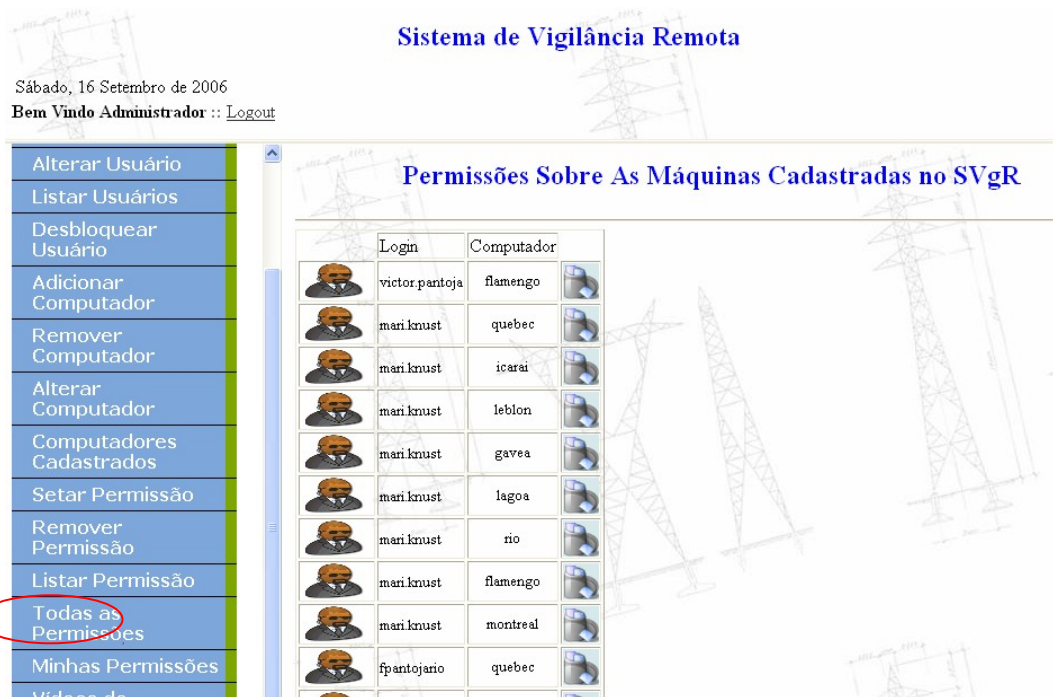 Sistema de Vigilância Remota
Sábado, 16 Setembro de 2006
Bem Vindo Administrador :: Logout
Alterar Usuário
Listar Usuários
Desbloquear
Usuário
Adicionar
Computador
Remover
Computador
Alterar
Computador
Computadores
Cadastrados
Setar Permissão
Remover
Permissão
Listar Permissão
Todas as
Permissões
Minhas Permissões
Vídeos de
Permissões Sobre As Máquinas Cadastradas no SVgR
Login Computador
victor.pantoja flamengo
mari.knust quebec
mari.knust icarai
mari.knust leblon
mari.knust gavea
mari.knust lagoa
mari.knust rio
mari.knust flamengo
mari.knust montreal
fpantojario quebec